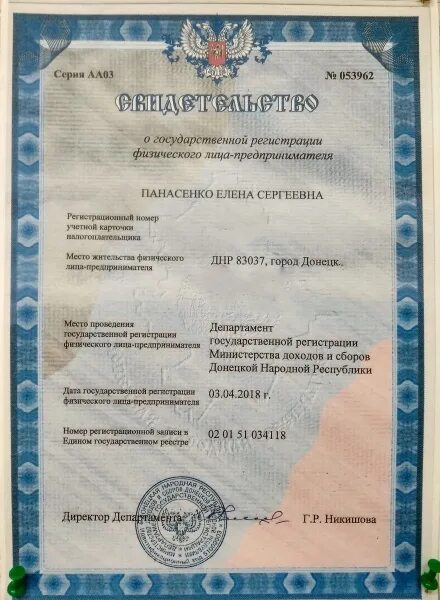 Серия АА03 № 053962
СВИДЕТЕЛЬСТВО
о государственной регистрации
физического лица-предпринимателя
ПАНАСЕНКО ЕЛЕНА СЕРГЕЕВНА
Регистрационный номер
учетной карточки
налогоплательщика
Место жительства физического
лица-предпринимателя
ДНР 83037, город Донецк..
Место проведения
государственной регистрации
физического лица-предпринимателя
Департамент
государственной регистрации
Министерства доходов и сборов
Донецкой Народной Республики
Дата государственной регистрации
физического лица-предпринимателя
03.04.2018 г.
Номер регистрационной записи в
Едином государственном реестре
02 01 51 034118
Директор Департамента Г.Р. Никишова